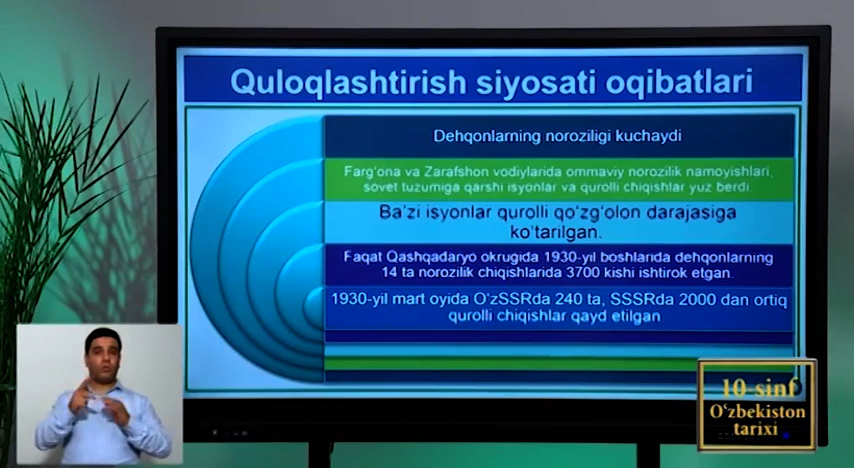 Quloqlashtirish siyosati oqibatlari
Dehqonlarning noroziligi kuchaydi
Farg‘ona va Zarafshon vodiylarida ommaviy norozilik namoyishlari,
sovet tuzumiga qarshi isyonlar va qurolli chiqishlar yuz berdi.
Ba’zi isyonlar qurolli qo‘zg‘olon darajasiga
ko‘tarilgan.
Faqat Qashqadaryo okrugida 1930-yil boshlarida dehqonlarning
14 ta norozilik chiqishlarida 3700 kishi ishtirok etgan.
1930-yil mart oyida O‘zSSRda 240 ta, SSSRda 2000 dan ortiq
qurolli chiqishlar qayd etilgan
10-sinf
O‘zbekiston
tarixi